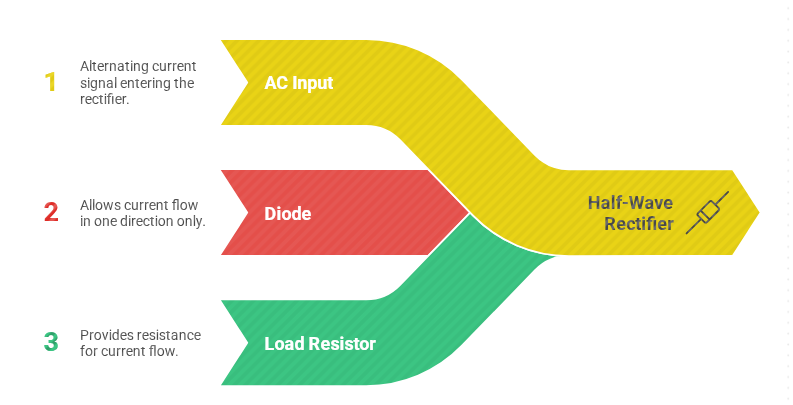 1
Alternating current
signal entering the
rectifier.
AC Input
2
Allows current flow
in one direction only.
Diode
Half-Wave
Rectifier
3
Provides resistance
for current flow.
Load Resistor